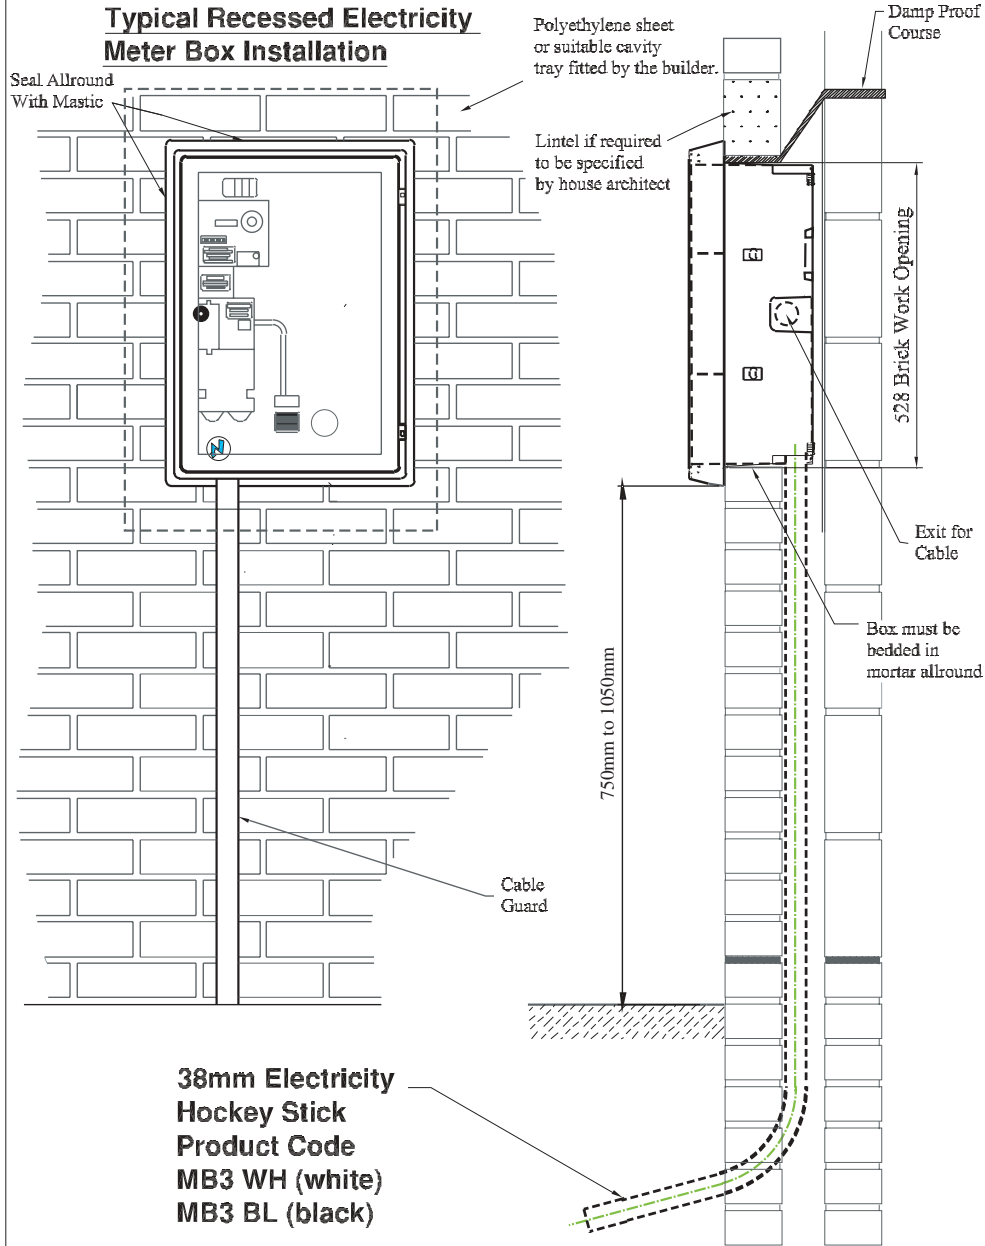 Typical Recessed Electricity
Meter Box Installation
Seal Allround
With Mastic
Polyethylene sheet
or suitable cavity
tray fitted by the builder.
Damp Proof
Course
Lintel if required
to be specified
by house architect
528 Brick Work Opening
Exit for
Cable
Box must be
bedded in
mortar allround
750mm to 1050mm
Cable
Guard
38mm Electricity
Hockey Stick
Product Code
MB3 WH (white)
MB3 BL (black)